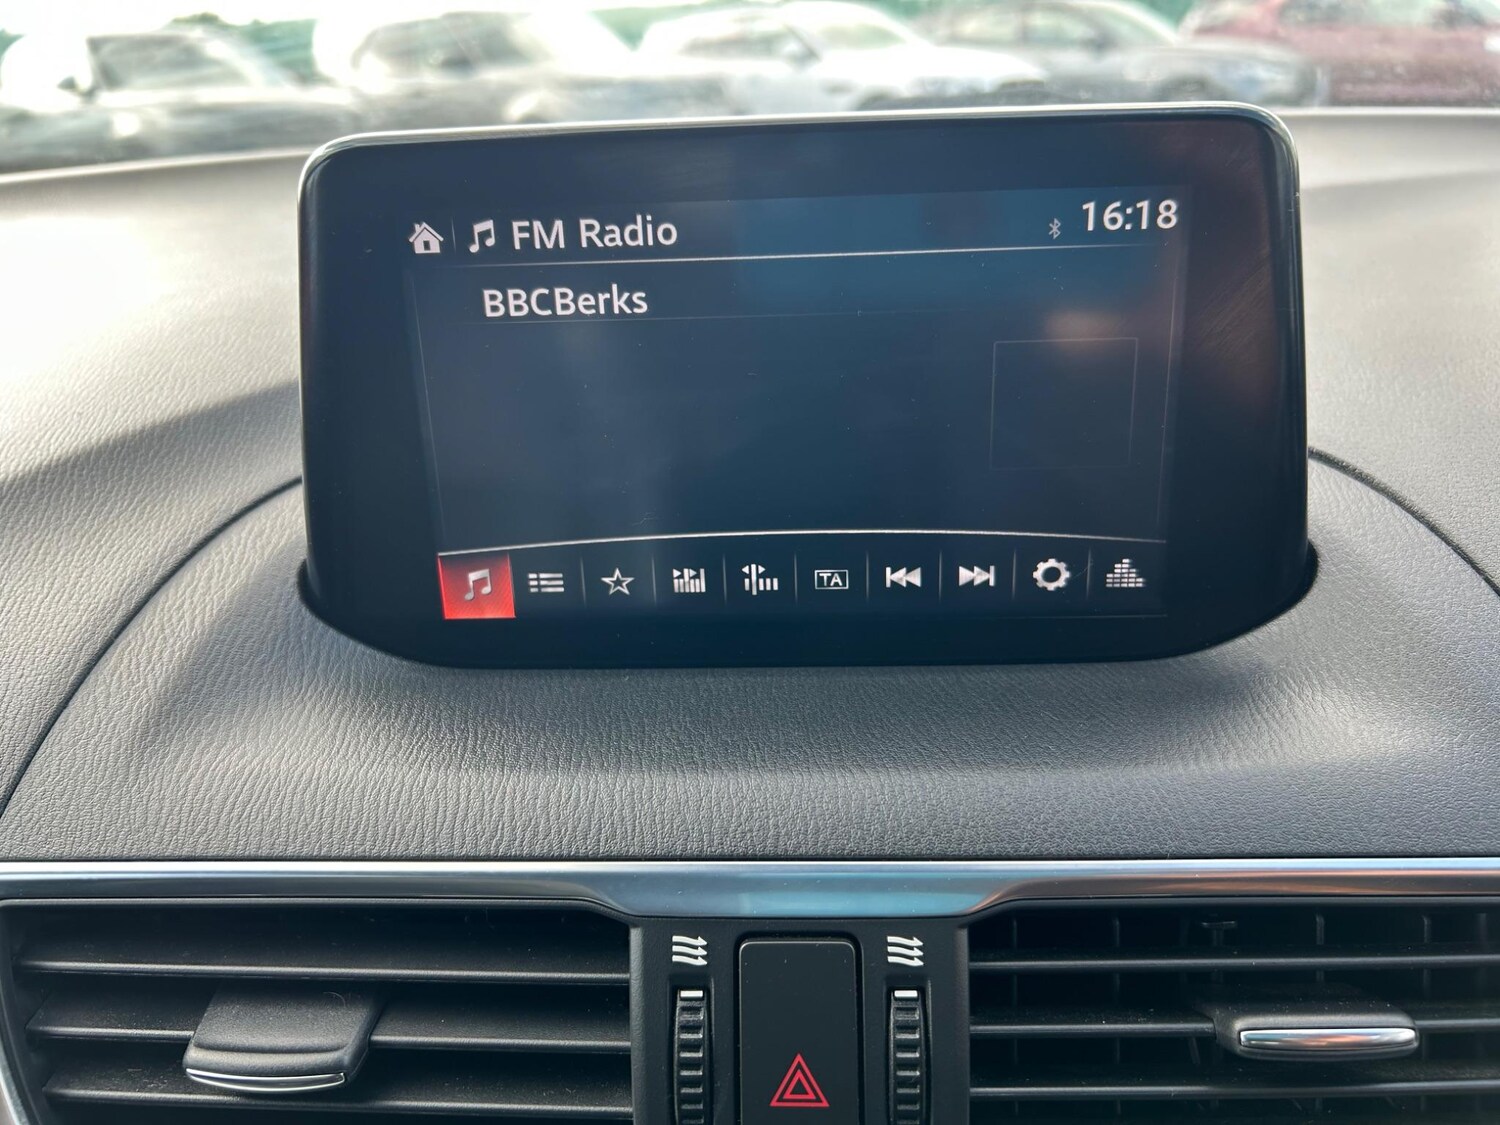 FM Radio 16:18
BBCBerks
TA